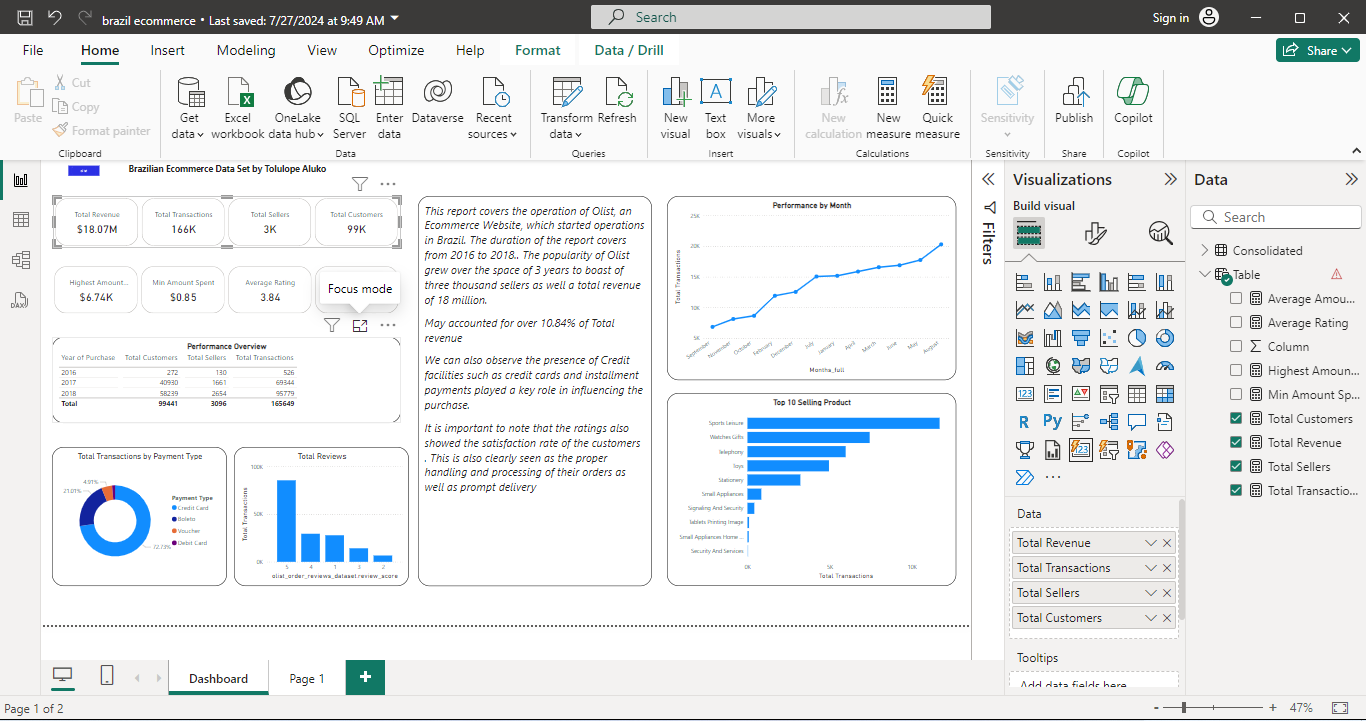 brazil ecommerce • Last saved: 7/27/2024 at 9:49 AM
Search
Sign in
File
Home
Insert
Modeling
View
Optimize
Help
Format
Data / Drill
Share
Paste
Cut
Copy
Format painter
Clipboard
Get data
Excel workbook
OneLake data hub
SQL Server
Enter data
Dataverse
Recent sources
Data
Transform data
Refresh
Queries
New visual
Text box
More visuals
Insert
New calculation
New measure
Quick measure
Calculations
Sensitivity
Sensitivity
Publish
Share
Copilot
Copilot
Brazilian Ecommerce Data Set by Tolulope Aluko
Total Revenue
$18.07M
Total Transactions
166K
Total Sellers
3K
Total Customers
99K
Highest Amount...
$6.74K
Min Amount Spent
$0.85
Average Rating
3.84
Focus mode
Performance Overview
Year of Purchase Total Customers Total Sellers Total Transactions
2016 272 130 526
2017 40930 1661 69344
2018 58239 2654 95779
Total 99441 3096 165649
Total Transactions by Payment Type
4.91%
21.01%
72.73%
Payment Type
Credit Card
Boleto
Voucher
Debit Card
Total Reviews
Total Transactions
100K
50K
0K
5 4 1 3 2
olist_order_reviews_dataset.review_score
This report covers the operation of Olist, an
Ecommerce Website, which started operations
in Brazil. The duration of the report covers
from 2016 to 2018.. The popularity of Olist
grew over the space of 3 years to boast of
three thousand sellers as well a total revenue
of 18 million.
May accounted for over 10.84% of Total
revenue
We can also observe the presence of Credit
facilities such as credit cards and instalment
payments played a key role in influencing the
purchase.
It is important to note that the ratings also
showed the satisfaction rate of the customers
. This is also clearly seen as the proper
handling and processing of their orders as
well as prompt delivery
Performance by Month
Total Transactions
25K
20K
15K
10K
5K
September November October February December July January April March June May August
Months_full
Top 10 Selling Product
Sports Leisure
Watches Gifts
Telephony
Toys
Stationery
Small Appliances
Signaling And Security
Tablets Printing Image
Small Appliances Home ...
Security And Services
0K 5K 10K
Total Transactions
Filters
Visualizations
Build visual
123
R
Py
123
Data
Total Revenue
Total Transactions
Total Sellers
Total Customers
Tooltips
Add data fields here
Data
Search
Consolidated
Table
Average Amou...
Average Rating
Column
Highest Amoun...
Min Amount Sp...
Total Customers
Total Revenue
Total Sellers
Total Transactio...
Dashboard
Page 1
Page 1 of 2
47%